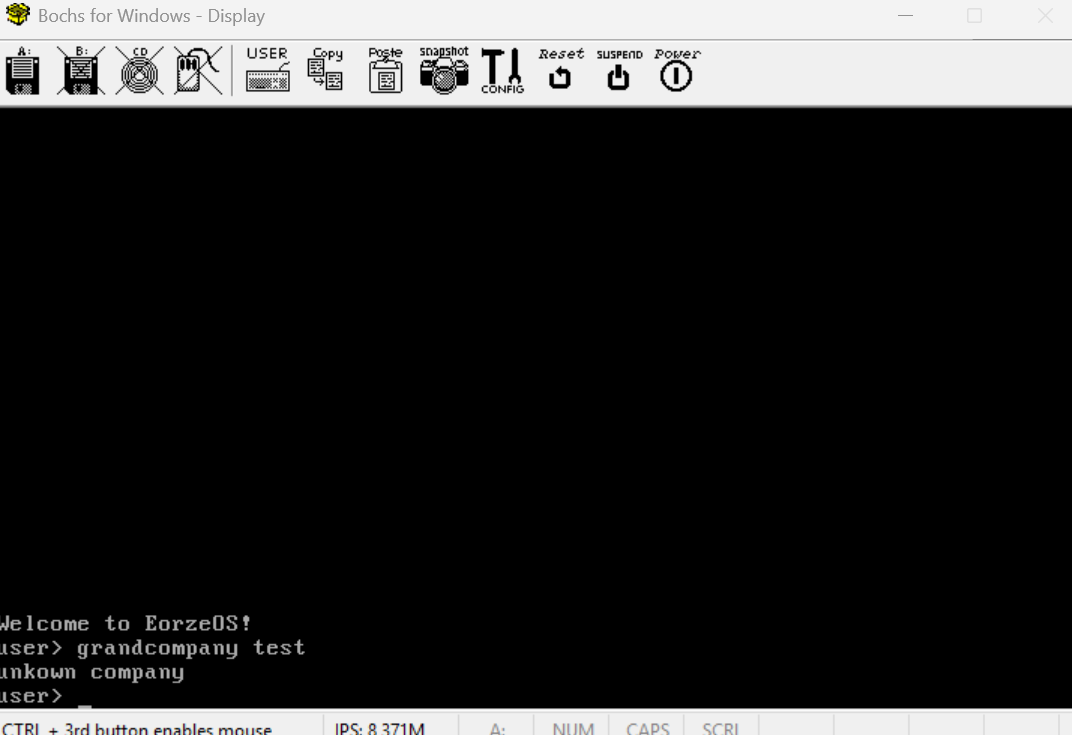 Bochs for Windows - Display
A: B: CD USER Copy Paste snapshot CONFIG Reset SUSPEND Power
Welcome to EorzeOS!
user> grandcompany test
unkown company
user> _
CTRL + 3rd button enables mouse IPS: 8.371M A: NUM CAPS SCRL